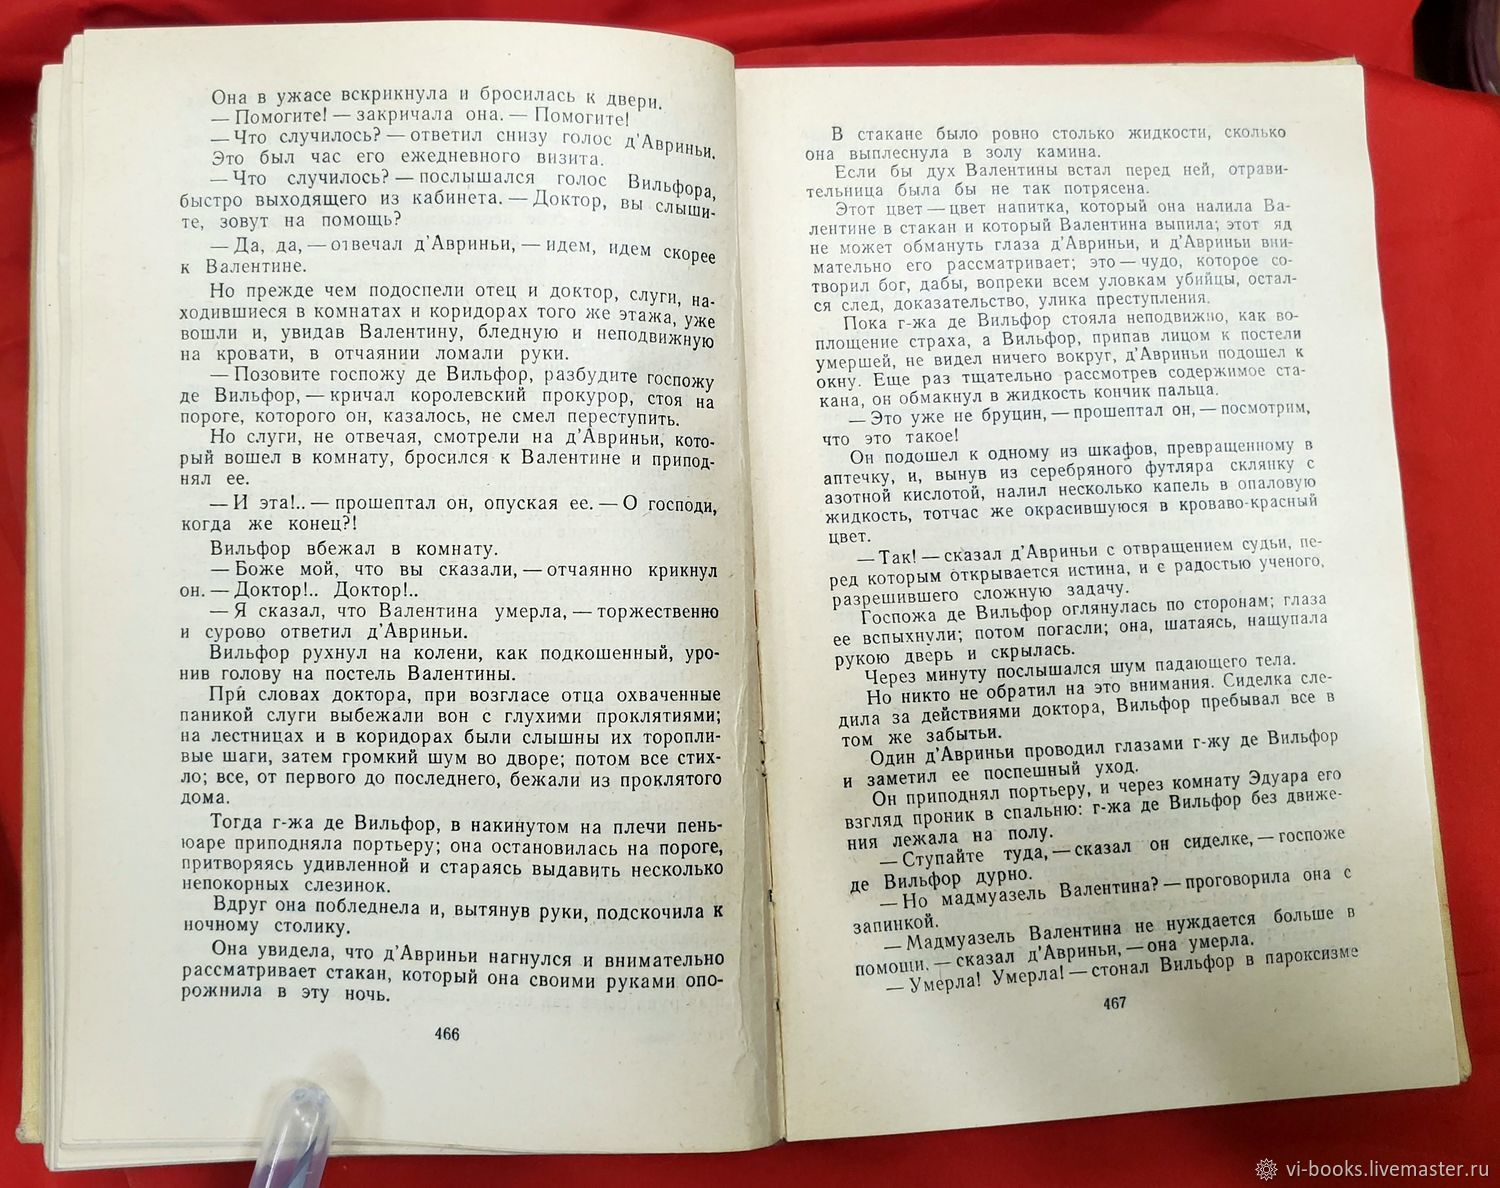 Она в ужасе вскрикнула и бросилась к двери.
— Помогите! — закричала она. — Помогите!
— Что случилось? — ответил снизу голос д’Авриньи.
Это был час его ежедневного визита.
— Что случилось? — послышался голос Вильфора,
быстро выходящего из кабинета. — Доктор, вы слыши-
те, зовут на помощь?
— Да, да, — отвечал д’Авриньи, — идем, идем скорее
к Валентине.
Но прежде чем подоспели отец и доктор, слуги, на-
ходившиеся в комнатах и коридорах того же этажа, уже
вошли и, увидав Валентину, бледную и неподвижную
на кровати, в отчаянии ломали руки.
— Позовите госпожу де Вильфор, разбудите госпожу
де Вильфор, — кричал королевский прокурор, стоя на
пороге, которого он, казалось, не смел переступить.
Но слуги, не отвечая, смотрели на д’Авриньи, кото-
рый вошел в комнату, бросился к Валентине и припод-
нял ее.
— И эта!.. — прошептал он, опуская ее. — О господи,
когда же конец?!
Вильфор вбежал в комнату.
— Боже мой, что вы сказали, — отчаянно крикнул
он. — Доктор!.. Доктор!..
— Я сказал, что Валентина умерла, — торжественно
и сурово ответил д’Авриньи.
Вильфор рухнул на колени, как подкошенный, уро-
нив голову на постель Валентины.
При словах доктора, при возгласе отца охваченные
паникой слуги выбежали вон с глухими проклятиями;
на лестницах и в коридорах были слышны их торопли-
вые шаги, затем громкий шум во дворе; потом все стих-
ло; все, от первого до последнего, бежали из проклятого
дома.
Тогда г-жа де Вильфор, в накинутом на плечи пень-
юаре приподняла портьеру; она остановилась на пороге,
притворяясь удивленной и стараясь выдавить несколько
непокорных слезинок.
Вдруг она побледнела и, вытянув руки, подскочила к
ночному столику.
Она увидела, что д’Авриньи нагнулся и внимательно
рассматривает стакан, который она своими руками опо-
рожнила в эту ночь.
466
В стакане было ровно столько жидкости, сколько
она выплеснула в золу камина.
Если бы дух Валентины встал перед ней, отрави-
тельница была бы не так потрясена.
Этот цвет — цвет напитка, который она налила Ва-
лентине в стакан и который Валентина выпила; этот яд
не может обмануть глаза д’Авриньи, и д’Авриньи вни-
мательно его рассматривает; это — чудо, которое со-
творил бог, дабы, вопреки всем уловкам убийцы, остал-
ся след, доказательство, улика преступления.
Пока г-жа де Вильфор стояла неподвижно, как во-
площение страха, а Вильфор, припав лицом к постели
умершей, не видел ничего вокруг, д’Авриньи подошел к
окну. Еще раз тщательно рассмотрев содержимое ста-
кана, он обмакнул в жидкость кончик пальца.
— Это уже не бруцин, — прошептал он, — посмотрим,
что это такое!
Он подошел к одному из шкафов, превращенному в
аптечку, и, вынув из серебряного футляра склянку с
азотной кислотой, налил несколько капель в опаловую
жидкость, тотчас же окрасившуюся в кроваво-красный
цвет.
— Так! — сказал д’Авриньи с отвращением судьи, пе-
ред которым открывается истина, и с радостью ученого,
разрешившего сложную задачу.
Госпожа де Вильфор оглянулась по сторонам; глаза
ее вспыхнули; потом погасли; она, шатаясь, нащупала
рукою дверь и скрылась.
Через минуту послышался шум падающего тела.
Но никто не обратил на это внимания. Сиделка сле-
дила за действиями доктора, Вильфор пребывал все в
том же забытьи.
Один д’Авриньи проводил глазами г-жу де Вильфор
и заметил ее поспешный уход.
Он приподнял портьеру, и через комнату Эдуара его
взгляд проник в спальню: г-жа де Вильфор без движе-
ния лежала на полу.
— Ступайте туда, — сказал он сиделке, — госпоже
де Вильфор дурно.
— Но мадмуазель Валентина? — проговорила она с
запинкой.
— Мадмуазель Валентина не нуждается больше в
помощи, — сказал д’Авриньи, — она умерла.
— Умерла! Умерла! — стонал Вильфор в пароксизме
467
vi-books.livemaster.ru